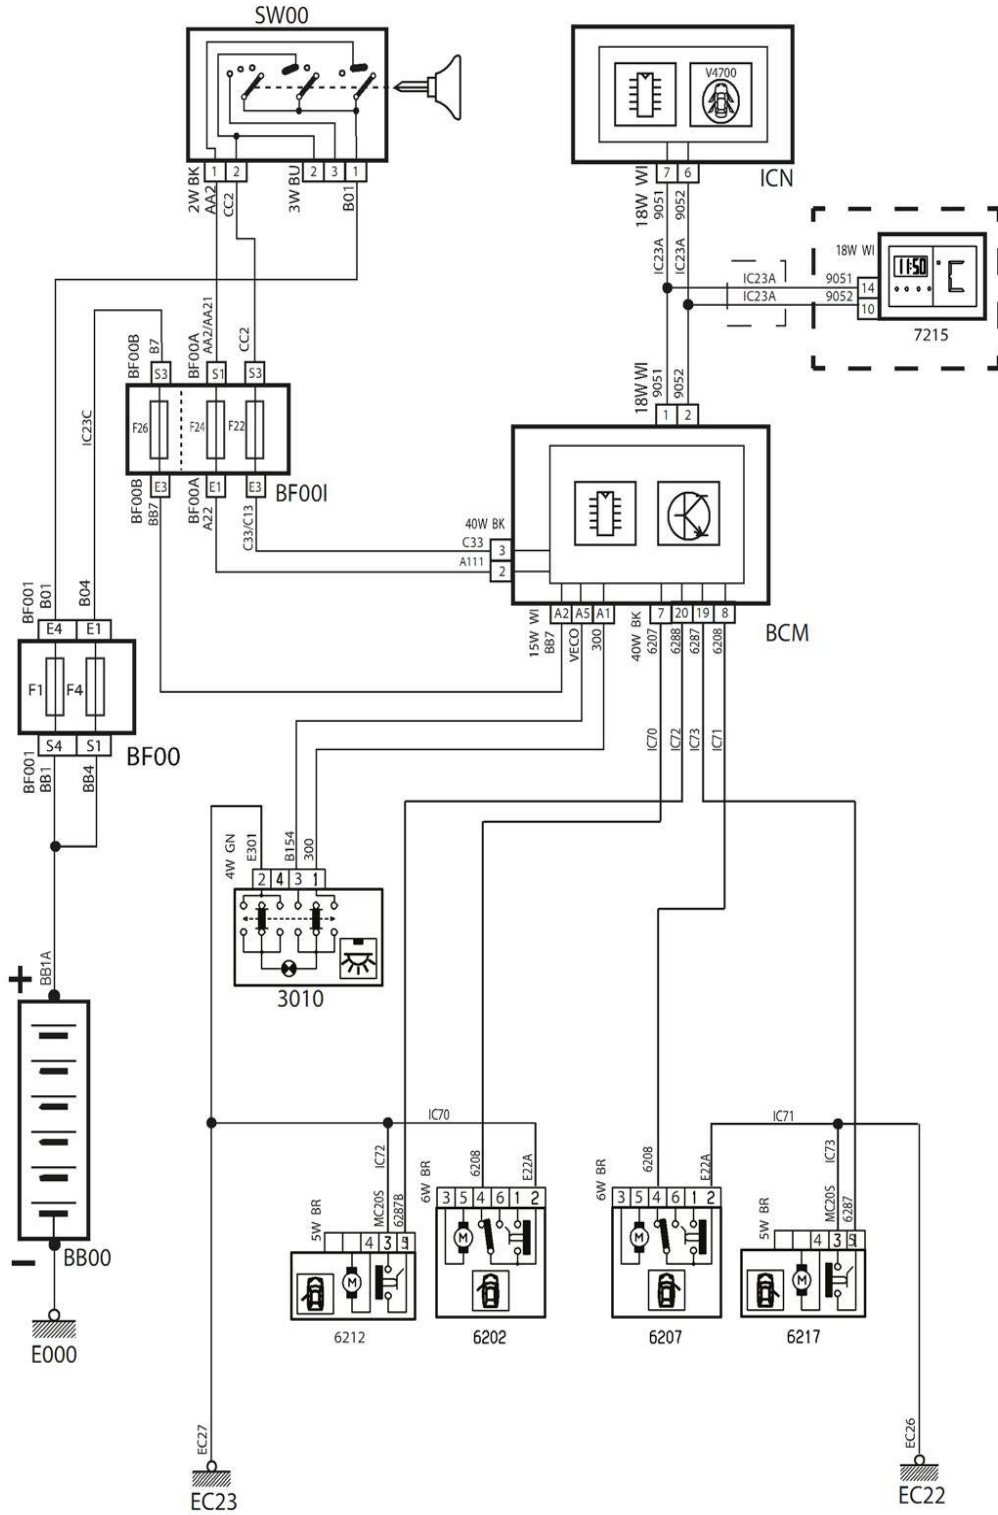 SW00
2W BK
1
2
3W BU
2
3
1
AA2
CC2
B01
V4700
ICN
18W WI
7
6
9051
9052
IC23A
IC23A
IC23A
IC23A
18W WI
9051
9052
14
10
11:50
7215
BF00B
B7
BF00A
AA2/AA21
CC2
S3
S1
S3
F26
F24
F22
E3
E1
E3
BF00I
BF00B
BB7
BF00A
A22
C33/C13
IC23C
18W WI
9051
9052
1
2
40W BK
C33
3
A111
2
BCM
15W WI
A2
A5
A1
BB7
VECO
300
40W BK
7
20
19
8
6207
6288
6287
6208
BF001
B01
B04
E4
E1
F1
F4
S4
S1
BF00
BF001
BB1
BB4
IC70
IC72
IC73
IC71
4W GN
E301
B154
300
2
4
3
1
3010
BB1A
+
−
BB00
E000
IC70
IC72
IC71
IC73
5W BR
MC20S
6287B
4
3
5
M
6212
6W BR
6208
E22A
3
5
4
6
1
2
M
6202
6W BR
6208
E22A
3
5
4
6
1
2
M
6207
5W BR
MC20S
6287
4
3
5
M
6217
EC27
EC23
EC26
EC22